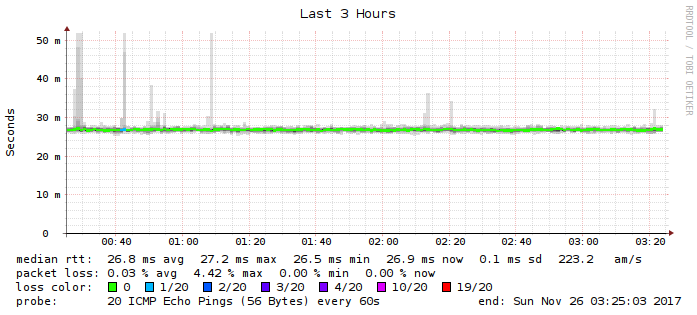 Last 3 Hours
RRDTOOL / TOBI OETIKER
Seconds
50 m
40 m
30 m
20 m
10 m
0
00:40 01:00 01:20 01:40 02:00 02:20 02:40 03:00 03:20
median rtt: 26.8 ms avg 27.2 ms max 26.5 ms min 26.9 ms now 0.1 ms sd 223.2 am/s
packet loss: 0.03 % avg 4.42 % max 0.00 % min 0.00 % now
loss color: 0 1/20 2/20 3/20 4/20 10/20 19/20
probe: 20 ICMP Echo Pings (56 Bytes) every 60s end: Sun Nov 26 03:25:03 2017